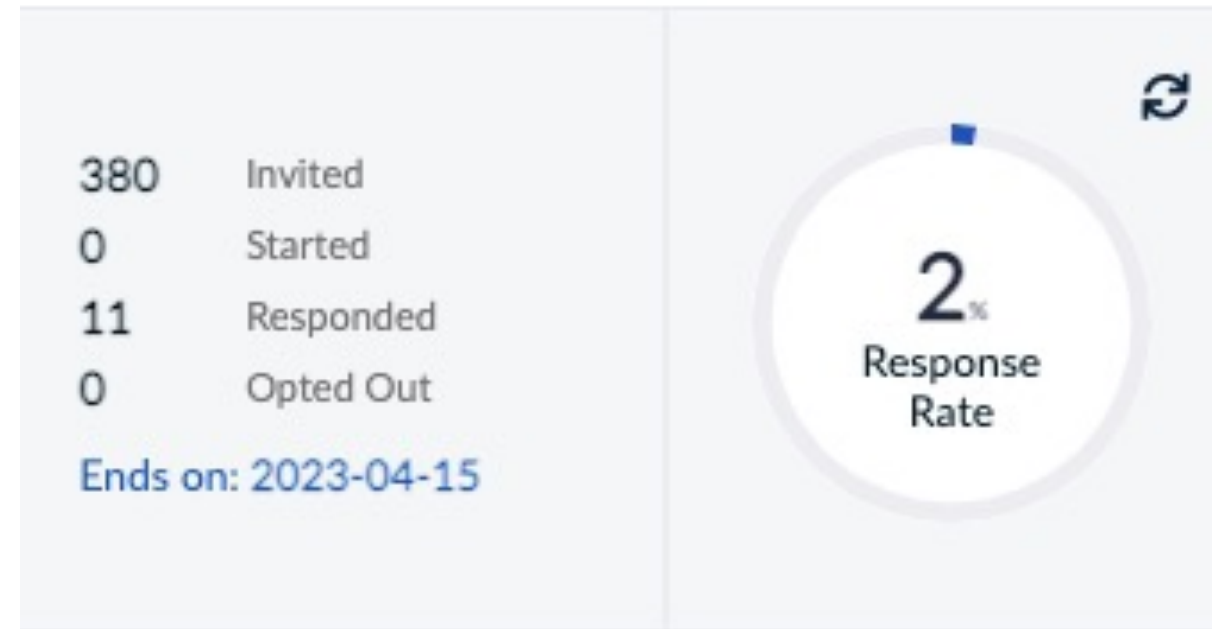 380 Invited
0 Started
11 Responded
0 Opted Out
Ends on: 2023-04-15
2%
Response
Rate